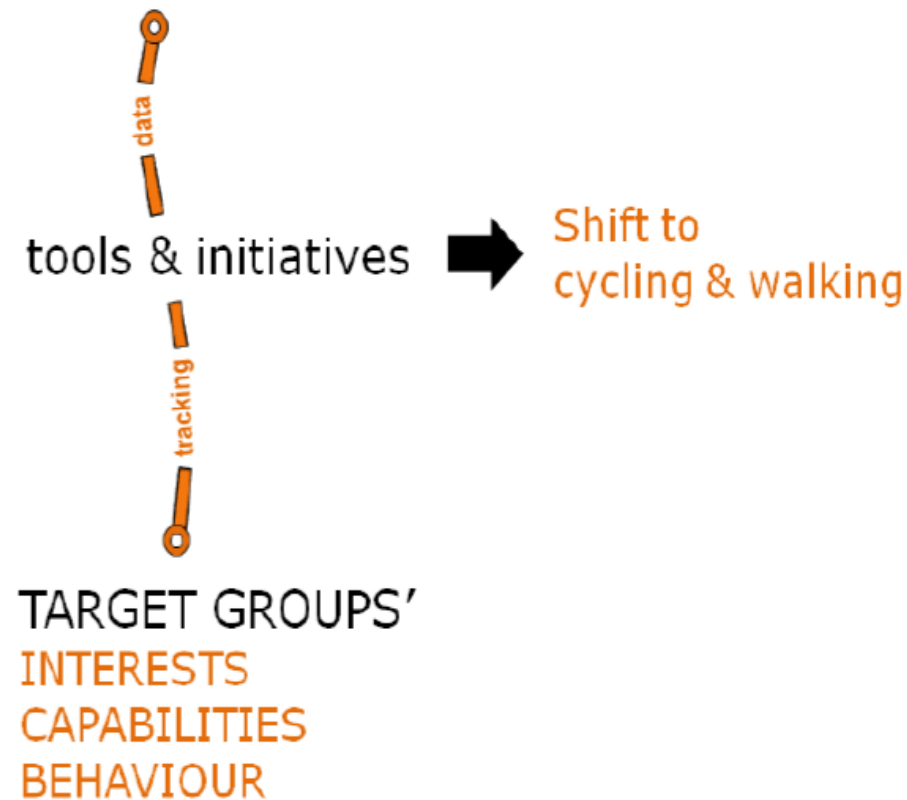 data
tools & initiatives
Shift to
cycling & walking
tracking
TARGET GROUPS’
INTERESTS
CAPABILITIES
BEHAVIOUR